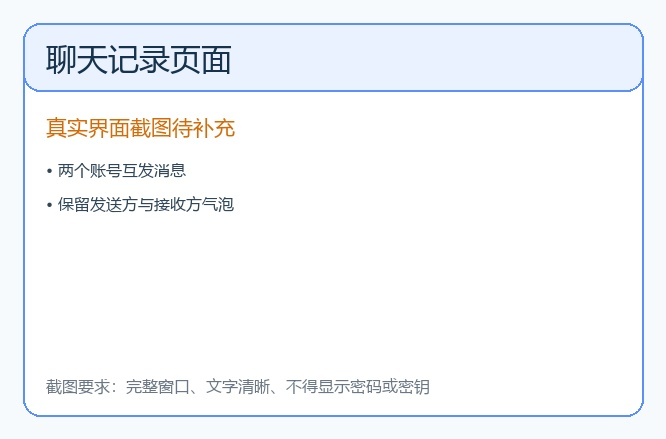 聊天记录页面
真实界面截图待补充
• 两个账号互发消息
• 保留发送方与接收方气泡
截图要求：完整窗口、文字清晰、不得显示密码或密钥